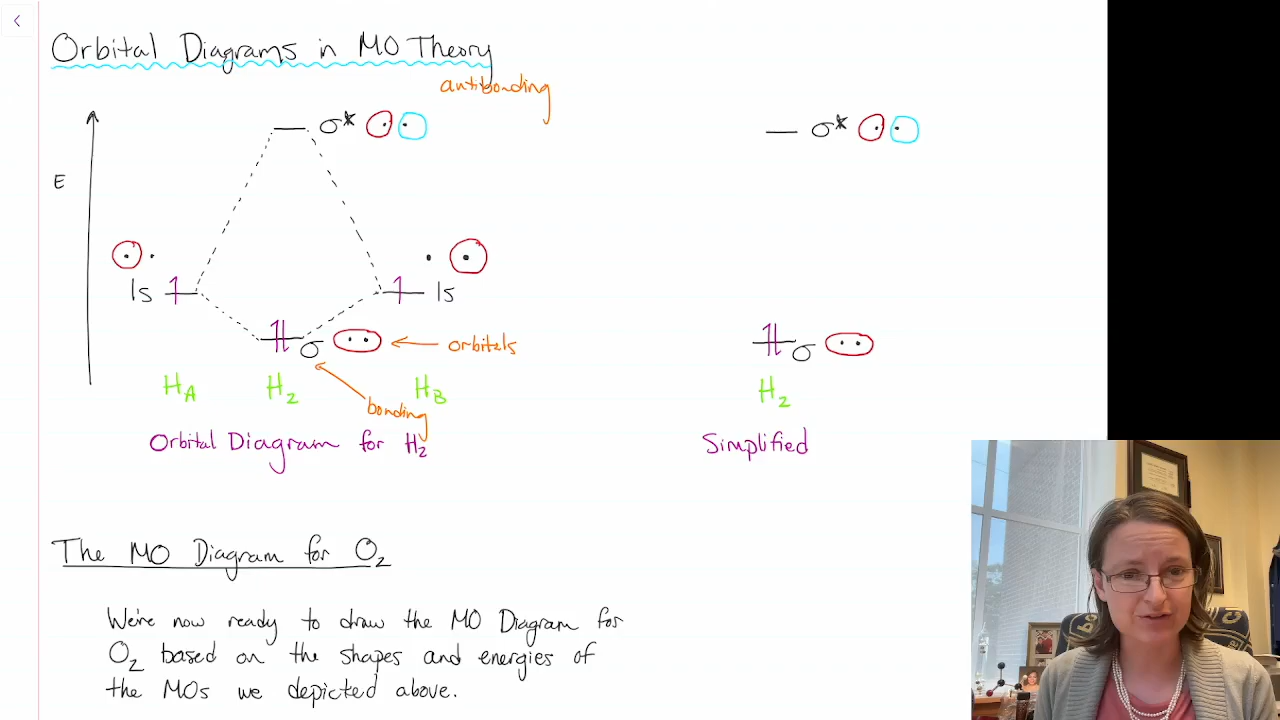 Orbital Diagrams in MO Theory
antibonding
σ*
σ*
E
1s
1s
σ
orbitals
σ
H_A
H₂
H_B
H₂
bonding
Orbital Diagram for H₂
Simplified
The MO Diagram for O₂
We're now ready to draw the MO Diagram for
O₂ based on the shapes and energies of
the MOs we depicted above.